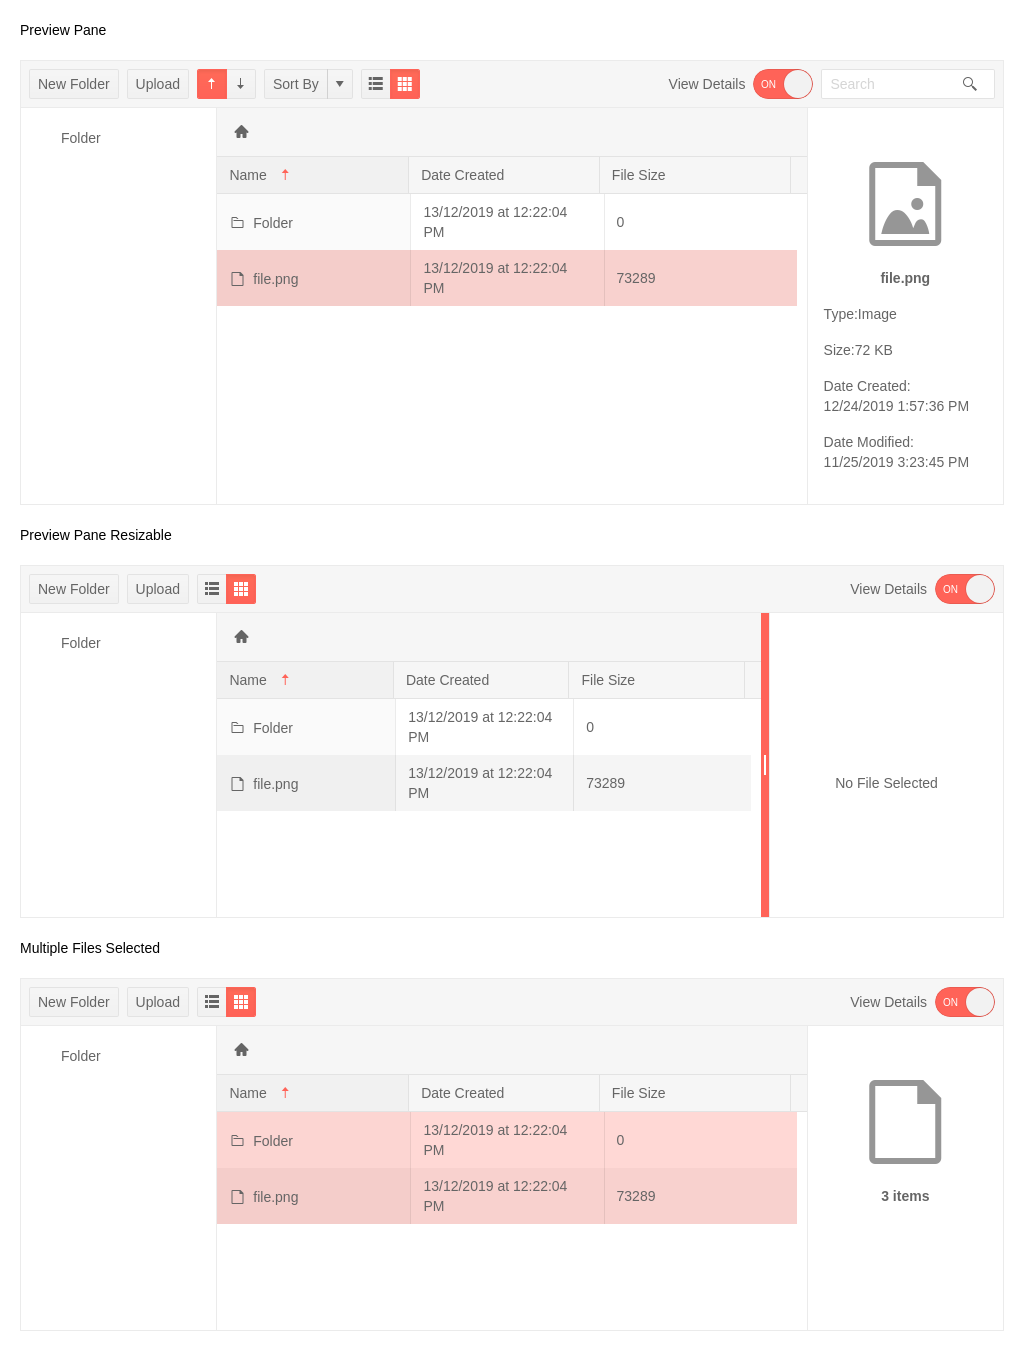 Preview Pane
New Folder Upload Sort By View Details ON Search
Folder
Name Date Created File Size
Folder 13/12/2019 at 12:22:04 PM 0
file.png 13/12/2019 at 12:22:04 PM 73289
file.png
Type:Image
Size:72 KB
Date Created:
12/24/2019 1:57:36 PM
Date Modified:
11/25/2019 3:23:45 PM
Preview Pane Resizable
New Folder Upload View Details ON
Folder
Name Date Created File Size
Folder 13/12/2019 at 12:22:04 PM 0
file.png 13/12/2019 at 12:22:04 PM 73289
No File Selected
Multiple Files Selected
New Folder Upload View Details ON
Folder
Name Date Created File Size
Folder 13/12/2019 at 12:22:04 PM 0
file.png 13/12/2019 at 12:22:04 PM 73289
3 items